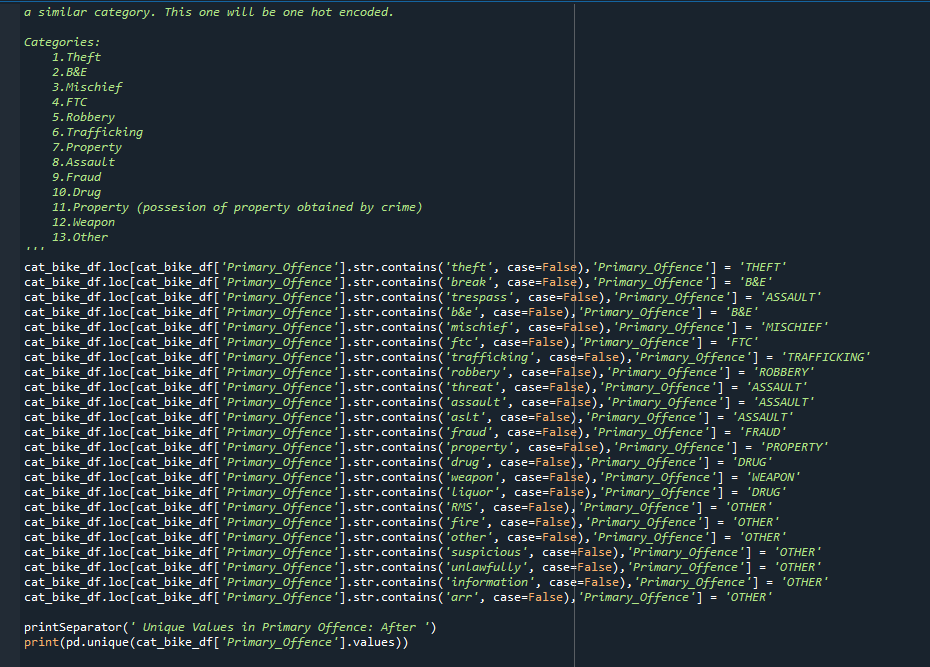 a similar category. This one will be one hot encoded.
Categories:
1.Theft
2.B&E
3.Mischief
4.FTC
5.Robbery
6.Trafficking
7.Property
8.Assault
9.Fraud
10.Drug
11.Property (possesion of property obtained by crime)
12.Weapon
13.Other
'''
cat_bike_df.loc[cat_bike_df['Primary_Offence'].str.contains('theft', case=False),'Primary_Offence'] = 'THEFT'
cat_bike_df.loc[cat_bike_df['Primary_Offence'].str.contains('break', case=False),'Primary_Offence'] = 'B&E'
cat_bike_df.loc[cat_bike_df['Primary_Offence'].str.contains('trespass', case=False),'Primary_Offence'] = 'ASSAULT'
cat_bike_df.loc[cat_bike_df['Primary_Offence'].str.contains('b&e', case=False),'Primary_Offence'] = 'B&E'
cat_bike_df.loc[cat_bike_df['Primary_Offence'].str.contains('mischief', case=False),'Primary_Offence'] = 'MISCHIEF'
cat_bike_df.loc[cat_bike_df['Primary_Offence'].str.contains('ftc', case=False),'Primary_Offence'] = 'FTC'
cat_bike_df.loc[cat_bike_df['Primary_Offence'].str.contains('trafficking', case=False),'Primary_Offence'] = 'TRAFFICKING'
cat_bike_df.loc[cat_bike_df['Primary_Offence'].str.contains('robbery', case=False),'Primary_Offence'] = 'ROBBERY'
cat_bike_df.loc[cat_bike_df['Primary_Offence'].str.contains('threat', case=False),'Primary_Offence'] = 'ASSAULT'
cat_bike_df.loc[cat_bike_df['Primary_Offence'].str.contains('assault', case=False),'Primary_Offence'] = 'ASSAULT'
cat_bike_df.loc[cat_bike_df['Primary_Offence'].str.contains('aslt', case=False),'Primary_Offence'] = 'ASSAULT'
cat_bike_df.loc[cat_bike_df['Primary_Offence'].str.contains('fraud', case=False),'Primary_Offence'] = 'FRAUD'
cat_bike_df.loc[cat_bike_df['Primary_Offence'].str.contains('property', case=False),'Primary_Offence'] = 'PROPERTY'
cat_bike_df.loc[cat_bike_df['Primary_Offence'].str.contains('drug', case=False),'Primary_Offence'] = 'DRUG'
cat_bike_df.loc[cat_bike_df['Primary_Offence'].str.contains('weapon', case=False),'Primary_Offence'] = 'WEAPON'
cat_bike_df.loc[cat_bike_df['Primary_Offence'].str.contains('liquor', case=False),'Primary_Offence'] = 'DRUG'
cat_bike_df.loc[cat_bike_df['Primary_Offence'].str.contains('RMS', case=False),'Primary_Offence'] = 'OTHER'
cat_bike_df.loc[cat_bike_df['Primary_Offence'].str.contains('fire', case=False),'Primary_Offence'] = 'OTHER'
cat_bike_df.loc[cat_bike_df['Primary_Offence'].str.contains('other', case=False),'Primary_Offence'] = 'OTHER'
cat_bike_df.loc[cat_bike_df['Primary_Offence'].str.contains('suspicious', case=False),'Primary_Offence'] = 'OTHER'
cat_bike_df.loc[cat_bike_df['Primary_Offence'].str.contains('unlawfully', case=False),'Primary_Offence'] = 'OTHER'
cat_bike_df.loc[cat_bike_df['Primary_Offence'].str.contains('information', case=False),'Primary_Offence'] = 'OTHER'
cat_bike_df.loc[cat_bike_df['Primary_Offence'].str.contains('arr', case=False),'Primary_Offence'] = 'OTHER'
printSeparator(' Unique Values in Primary Offence: After ')
print(pd.unique(cat_bike_df['Primary_Offence'].values))